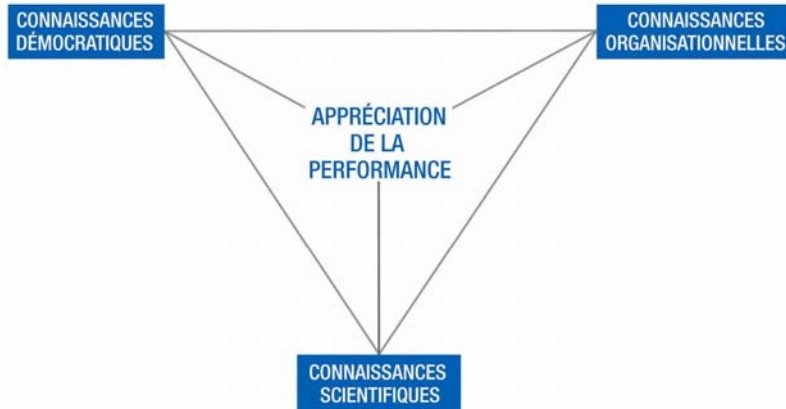 CONNAISSANCES
DÉMOCRATIQUES
CONNAISSANCES
ORGANISATIONNELLES
APPRÉCIATION
DE LA
PERFORMANCE
CONNAISSANCES
SCIENTIFIQUES